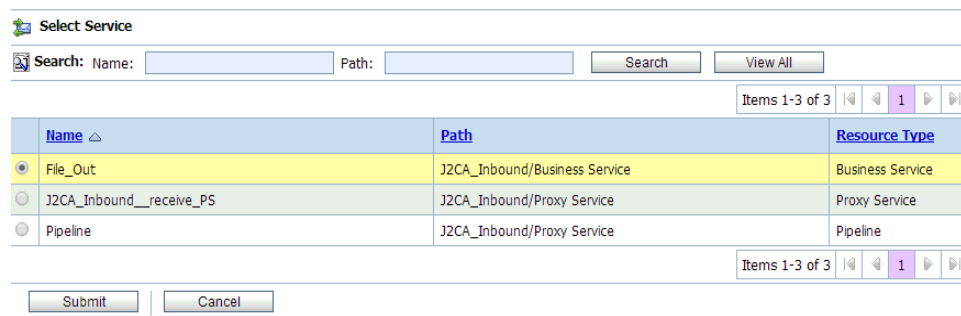 Select Service
Search: Name: Path: Search View All
Items 1-3 of 3 1
Name Path Resource Type
File_Out J2CA_Inbound/Business Service Business Service
J2CA_Inbound__receive_PS J2CA_Inbound/Proxy Service Proxy Service
Pipeline J2CA_Inbound/Proxy Service Pipeline
Items 1-3 of 3 1
Submit Cancel